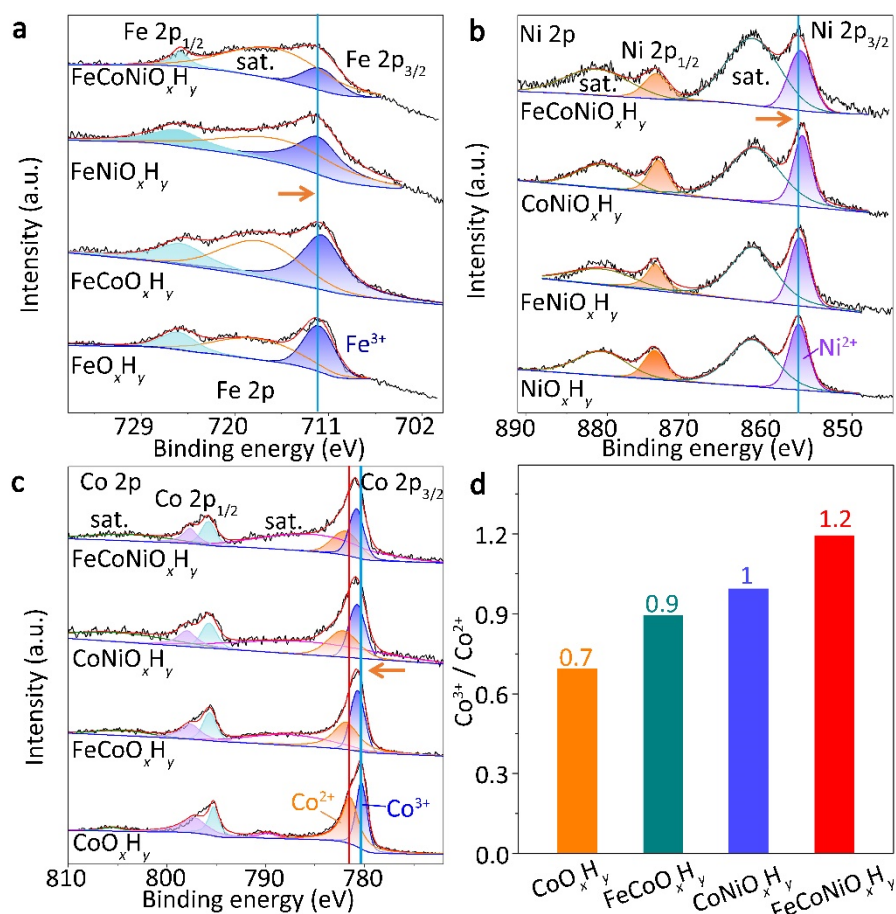 a
Fe 2p1/2
sat.
Fe 2p3/2
FeCoNiOxHy
FeNiOxHy
FeCoOxHy
Fe3+
FeOxHy
Fe 2p
Intensity (a.u.)
729 720 711 702
Binding energy (eV)
b
Ni 2p
Ni 2p1/2
Ni 2p3/2
sat.
sat.
FeCoNiOxHy
CoNiOxHy
FeNiOxHy
Ni2+
NiOxHy
Intensity (a.u.)
890 880 870 860 850
Binding energy (eV)
c
Co 2p
Co 2p1/2
Co 2p3/2
sat.
sat.
FeCoNiOxHy
CoNiOxHy
FeCoOxHy
Co2+
Co3+
CoOxHy
Intensity (a.u.)
810 800 790 780
Binding energy (eV)
d
1.2
1
0.9
0.7
1.2
0.9
0.6
0.3
0.0
Co3+ / Co2+
CoOxHy
FeCoOxHy
CoNiOxHy
FeCoNiOxHy